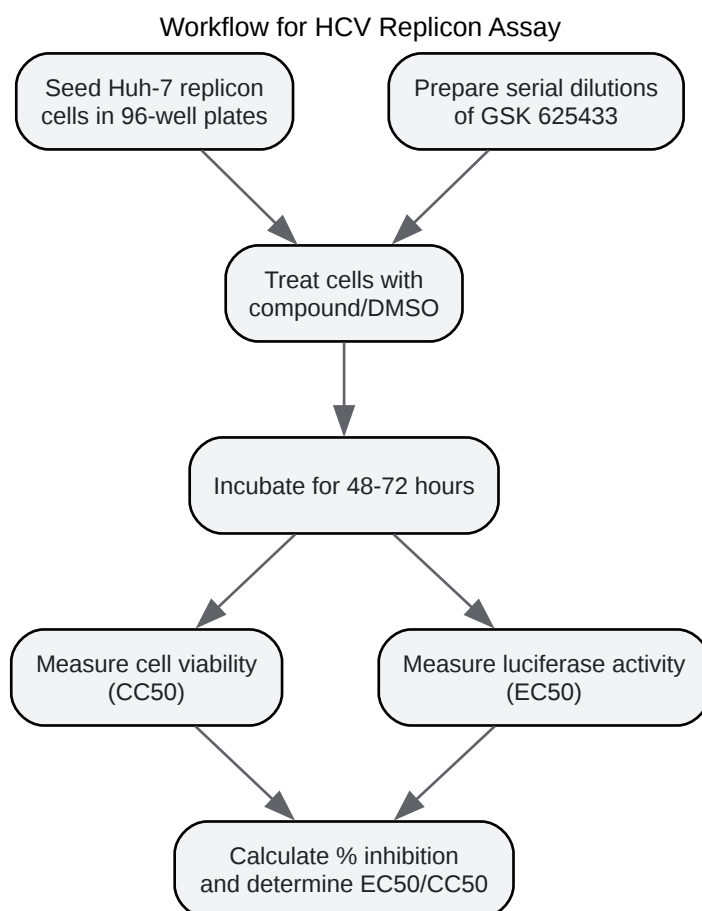 Workflow for HCV Replicon Assay
Seed Huh-7 replicon
cells in 96-well plates
Prepare serial dilutions
of GSK 625433
Treat cells with
compound/DMSO
Incubate for 48-72 hours
Measure cell viability
(CC50)
Measure luciferase activity
(EC50)
Calculate % inhibition
and determine EC50/CC50